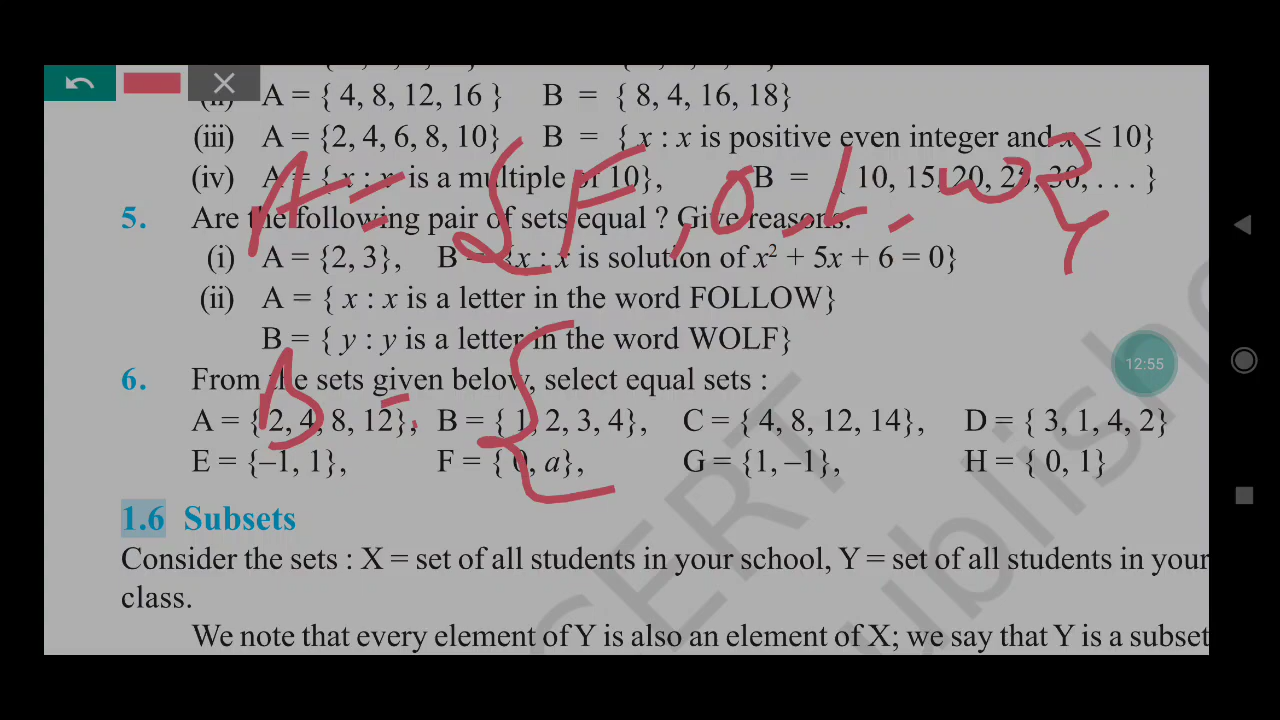 (ii) A = { 4, 8, 12, 16 } B = { 8, 4, 16, 18}
(iii) A = {2, 4, 6, 8, 10} B = { x : x is positive even integer and x ≤ 10}
(iv) A = { x : x is a multiple of 10}, B = { 10, 15, 20, 25, 30, . . . }
A = {F, O, L, W}
5. Are the following pair of sets equal ? Give reasons.
(i) A = {2, 3}, B = {x : x is solution of x² + 5x + 6 = 0}
(ii) A = { x : x is a letter in the word FOLLOW}
B = { y : y is a letter in the word WOLF}
B = {
12:55
6. From the sets given below, select equal sets :
A = { 2, 4, 8, 12}, B = { 1, 2, 3, 4}, C = { 4, 8, 12, 14}, D = { 3, 1, 4, 2}
E = {–1, 1}, F = { 0, a}, G = {1, –1}, H = { 0, 1}
1.6 Subsets
Consider the sets : X = set of all students in your school, Y = set of all students in your
class.
We note that every element of Y is also an element of X; we say that Y is a subset